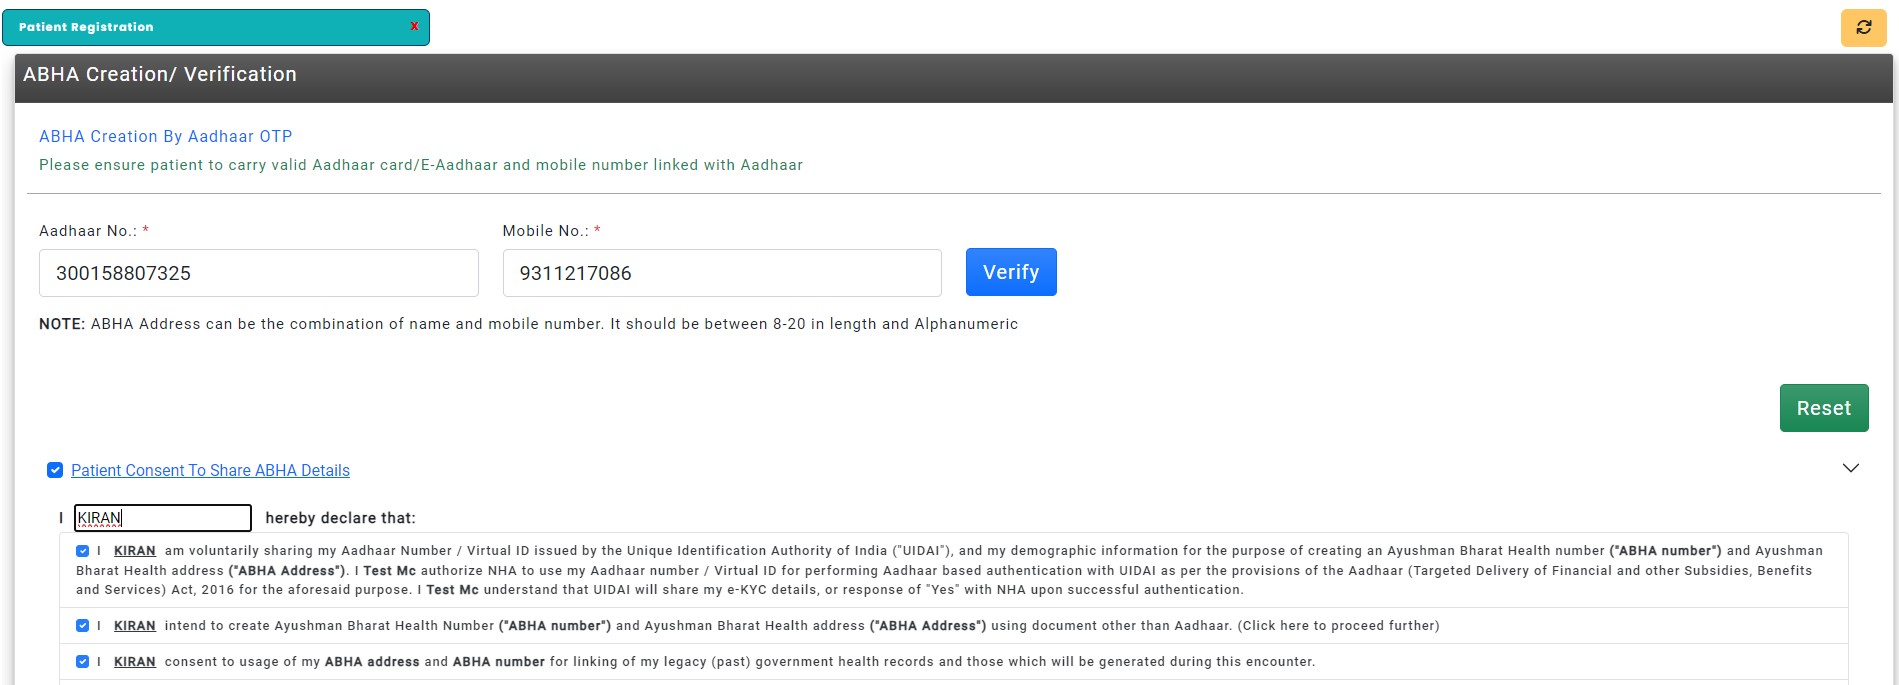 Patient Registration x
ABHA Creation/ Verification
ABHA Creation By Aadhaar OTP
Please ensure patient to carry valid Aadhaar card/E-Aadhaar and mobile number linked with Aadhaar
Aadhaar No.: * Mobile No.: *
300158807325 9311217086 Verify
NOTE: ABHA Address can be the combination of name and mobile number. It should be between 8-20 in length and Alphanumeric
Reset
Patient Consent To Share ABHA Details
I KIRAN hereby declare that:
I KIRAN am voluntarily sharing my Aadhaar Number / Virtual ID issued by the Unique Identification Authority of India ("UIDAI"), and my demographic information for the purpose of creating an Ayushman Bharat Health number ("ABHA number") and Ayushman
Bharat Health address ("ABHA Address"). I Test Mc authorize NHA to use my Aadhaar number / Virtual ID for performing Aadhaar based authentication with UIDAI as per the provisions of the Aadhaar (Targeted Delivery of Financial and other Subsidies, Benefits
and Services) Act, 2016 for the aforesaid purpose. I Test Mc understand that UIDAI will share my e-KYC details, or response of "Yes" with NHA upon successful authentication.
I KIRAN intend to create Ayushman Bharat Health Number ("ABHA number") and Ayushman Bharat Health address ("ABHA Address") using document other than Aadhaar. (Click here to proceed further)
I KIRAN consent to usage of my ABHA address and ABHA number for linking of my legacy (past) government health records and those which will be generated during this encounter.